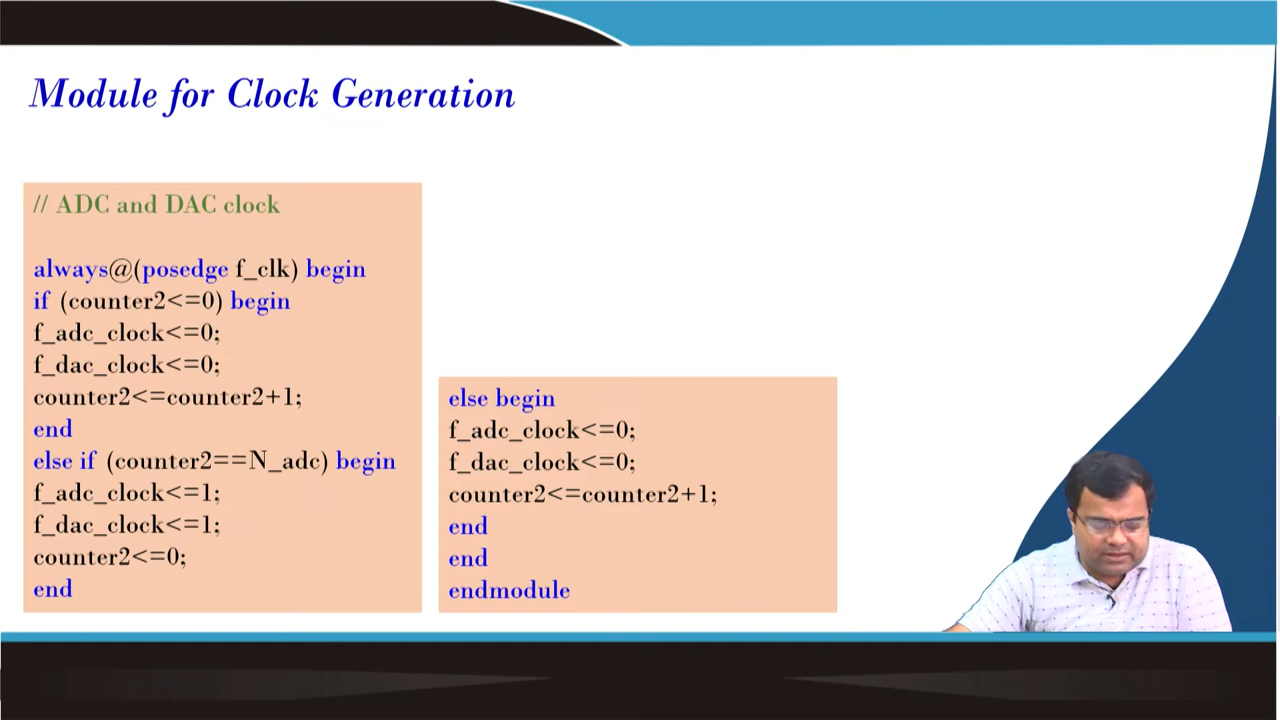 Module for Clock Generation
// ADC and DAC clock
always@(posedge f_clk) begin
if (counter2<=0) begin
f_adc_clock<=0;
f_dac_clock<=0;
counter2<=counter2+1;
end
else if (counter2==N_adc) begin
f_adc_clock<=1;
f_dac_clock<=1;
counter2<=0;
end
else begin
f_adc_clock<=0;
f_dac_clock<=0;
counter2<=counter2+1;
end
end
endmodule